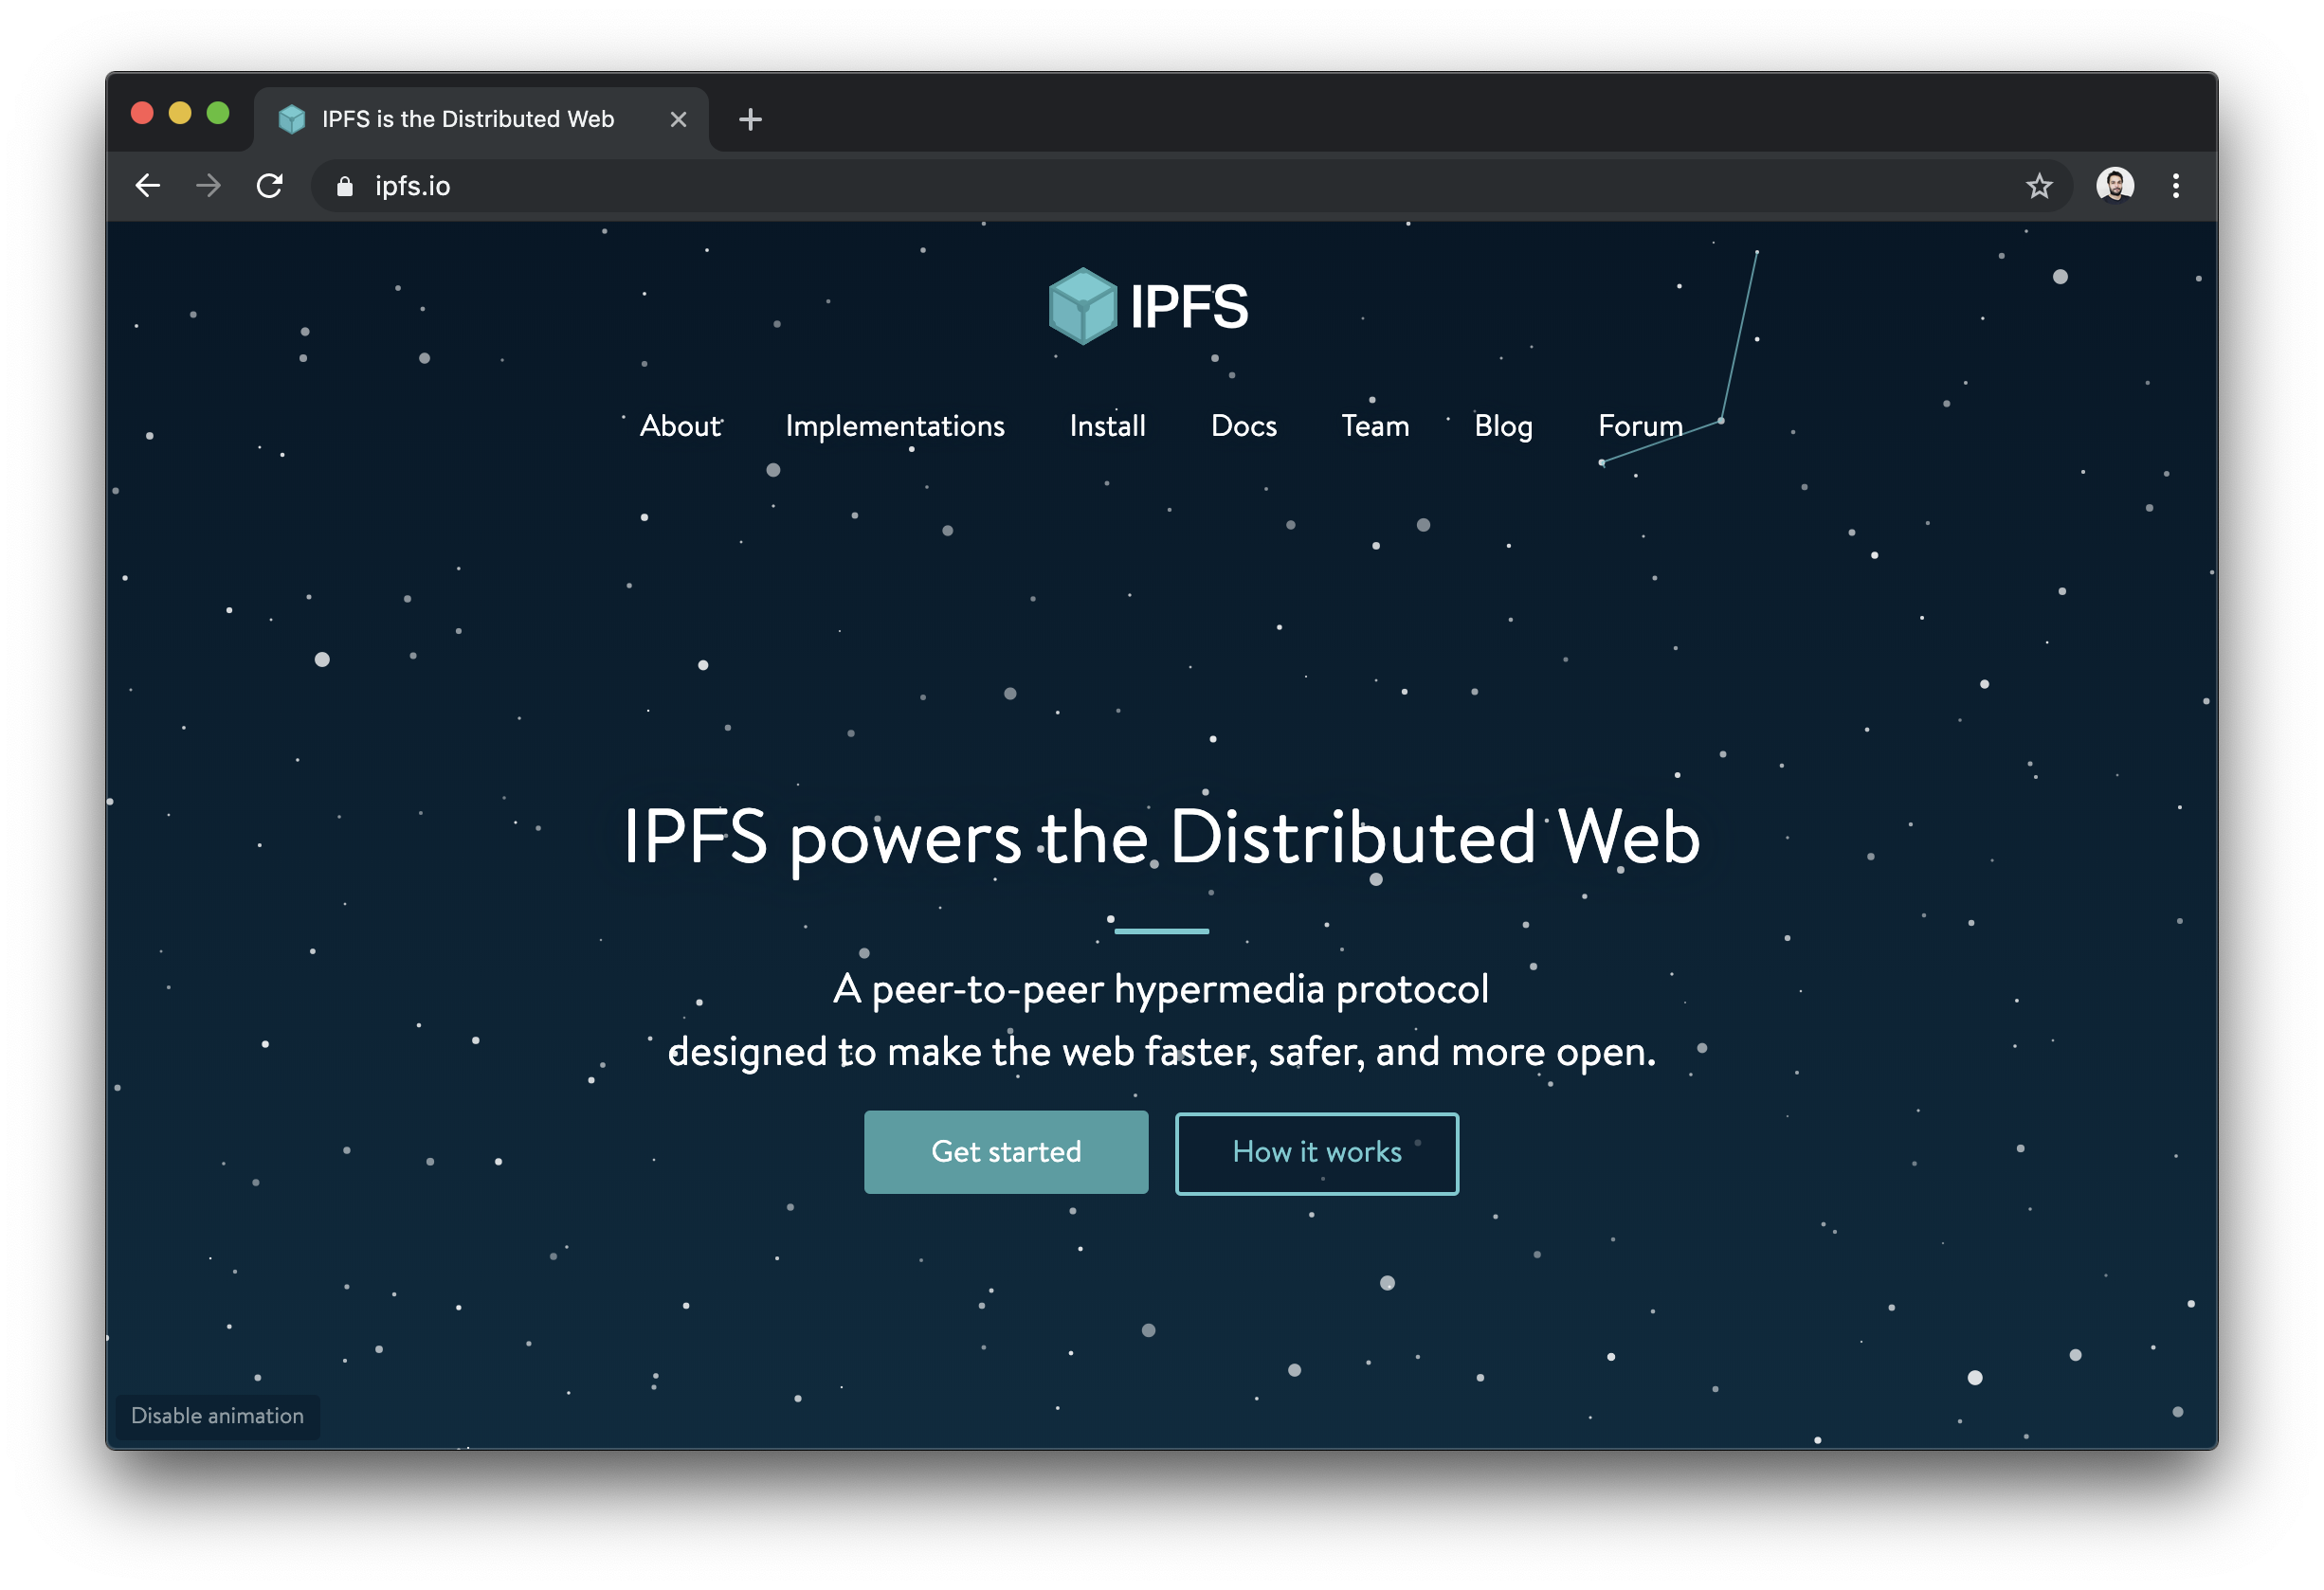 IPFS is the Distributed Web
ipfs.io
IPFS
About Implementations Install Docs Team Blog Forum
IPFS powers the Distributed Web
A peer-to-peer hypermedia protocol
designed to make the web faster, safer, and more open.
Get started How it works
Disable animation